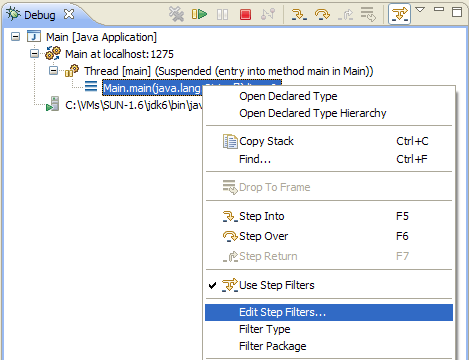 Debug
Main [Java Application]
Main at localhost:1275
Thread [main] (Suspended (entry into method main in Main))
Main.main(java.lang
C:\VMs\SUN-1.6\jdk6\bin\jav
Open Declared Type
Open Declared Type Hierarchy
Copy Stack Ctrl+C
Find... Ctrl+F
Drop To Frame
Step Into F5
Step Over F6
Step Return F7
Use Step Filters
Edit Step Filters...
Filter Type
Filter Package